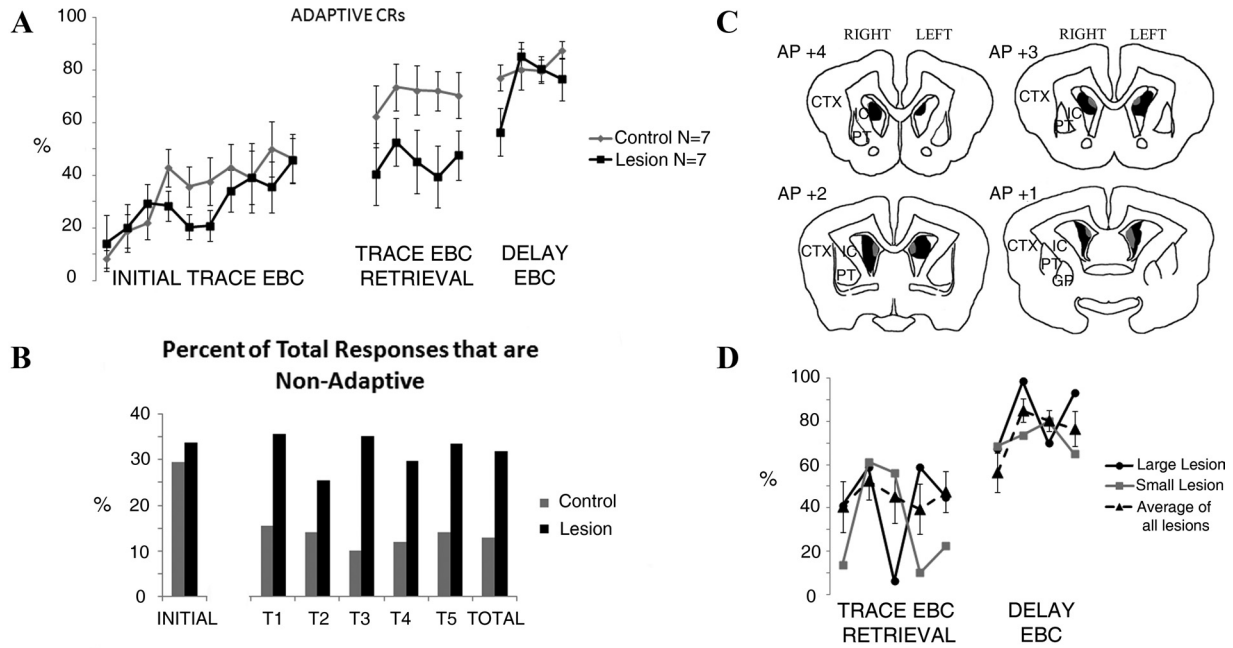 A
ADAPTIVE CRs
100
80
60
40
20
0
%
Control N=7
Lesion N=7
INITIAL TRACE EBC
TRACE EBC
RETRIEVAL
DELAY
EBC
B
Percent of Total Responses that are
Non-Adaptive
40
30
20
10
0
%
Control
Lesion
INITIAL T1 T2 T3 T4 T5 TOTAL
C
RIGHT LEFT
AP +4
CTX
IC
PT
RIGHT LEFT
AP +3
CTX
IC
PT
AP +2
CTX IC
PT
AP +1
CTX IC
PT
GP
D
100
80
60
40
20
0
%
Large Lesion
Small Lesion
Average of
all lesions
TRACE EBC
RETRIEVAL
DELAY
EBC